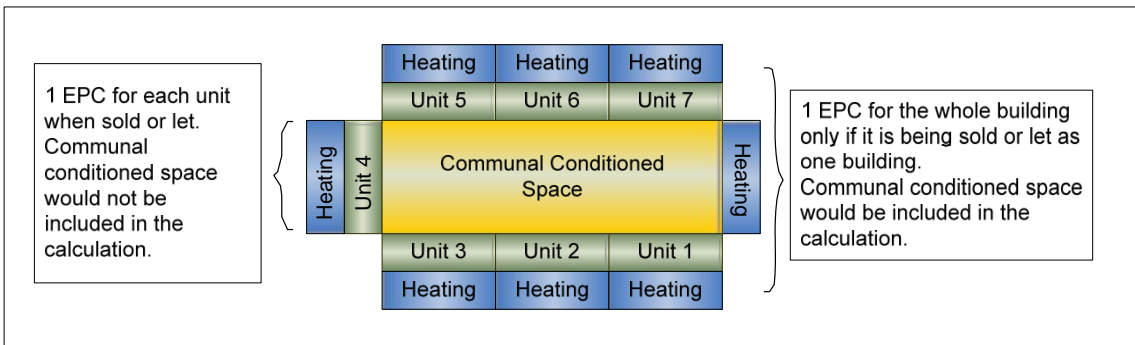 1 EPC for each unit
when sold or let.
Communal
conditioned space
would not be
included in the
calculation.
Heating Heating Heating
Unit 5 Unit 6 Unit 7
Heating
Unit 4
Communal Conditioned
Space
Heating
Unit 3 Unit 2 Unit 1
Heating Heating Heating
1 EPC for the whole building
only if it is being sold or let as
one building.
Communal conditioned space
would be included in the
calculation.